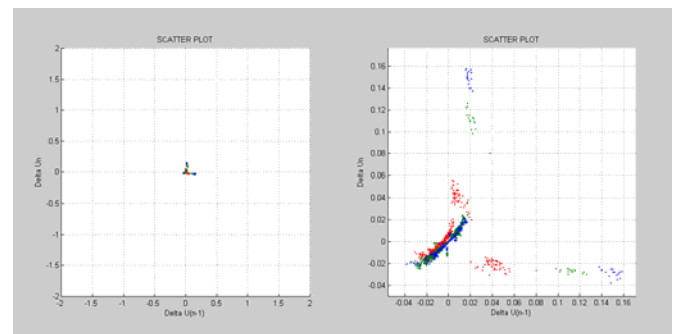 SCATTER PLOT
Delta Un
2
1.5
1
0.5
0
-0.5
-1
-1.5
-2
-2 -1.5 -1 -0.5 0 0.5 1 1.5 2
Delta U(n-1)
SCATTER PLOT
Delta Un
0.16
0.14
0.12
0.1
0.08
0.06
0.04
0.02
0
-0.02
-0.04
-0.04 -0.02 0 0.02 0.04 0.06 0.08 0.1 0.12 0.14 0.16
Delta U(n-1)